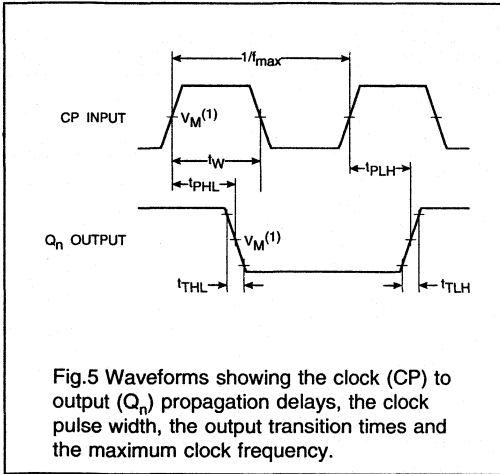 1/fmax
CP INPUT
VM(1)
tW
tPHL
tPLH
Qn OUTPUT
VM(1)
tTHL
tTLH
Fig.5 Waveforms showing the clock (CP) to
output (Qn) propagation delays, the clock
pulse width, the output transition times and
the maximum clock frequency.